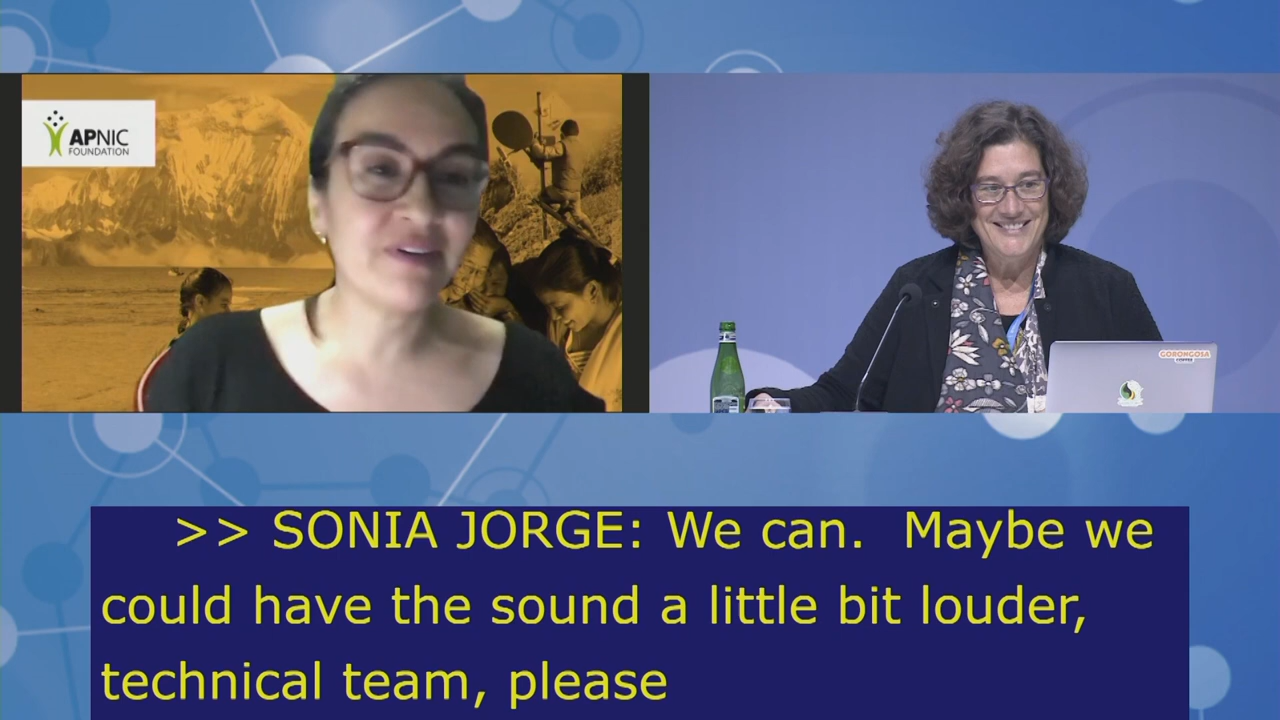 APNIC
FOUNDATION
GORONGOSA
COFFEE
>> SONIA JORGE: We can.  Maybe we
could have the sound a little bit louder,
technical team, please